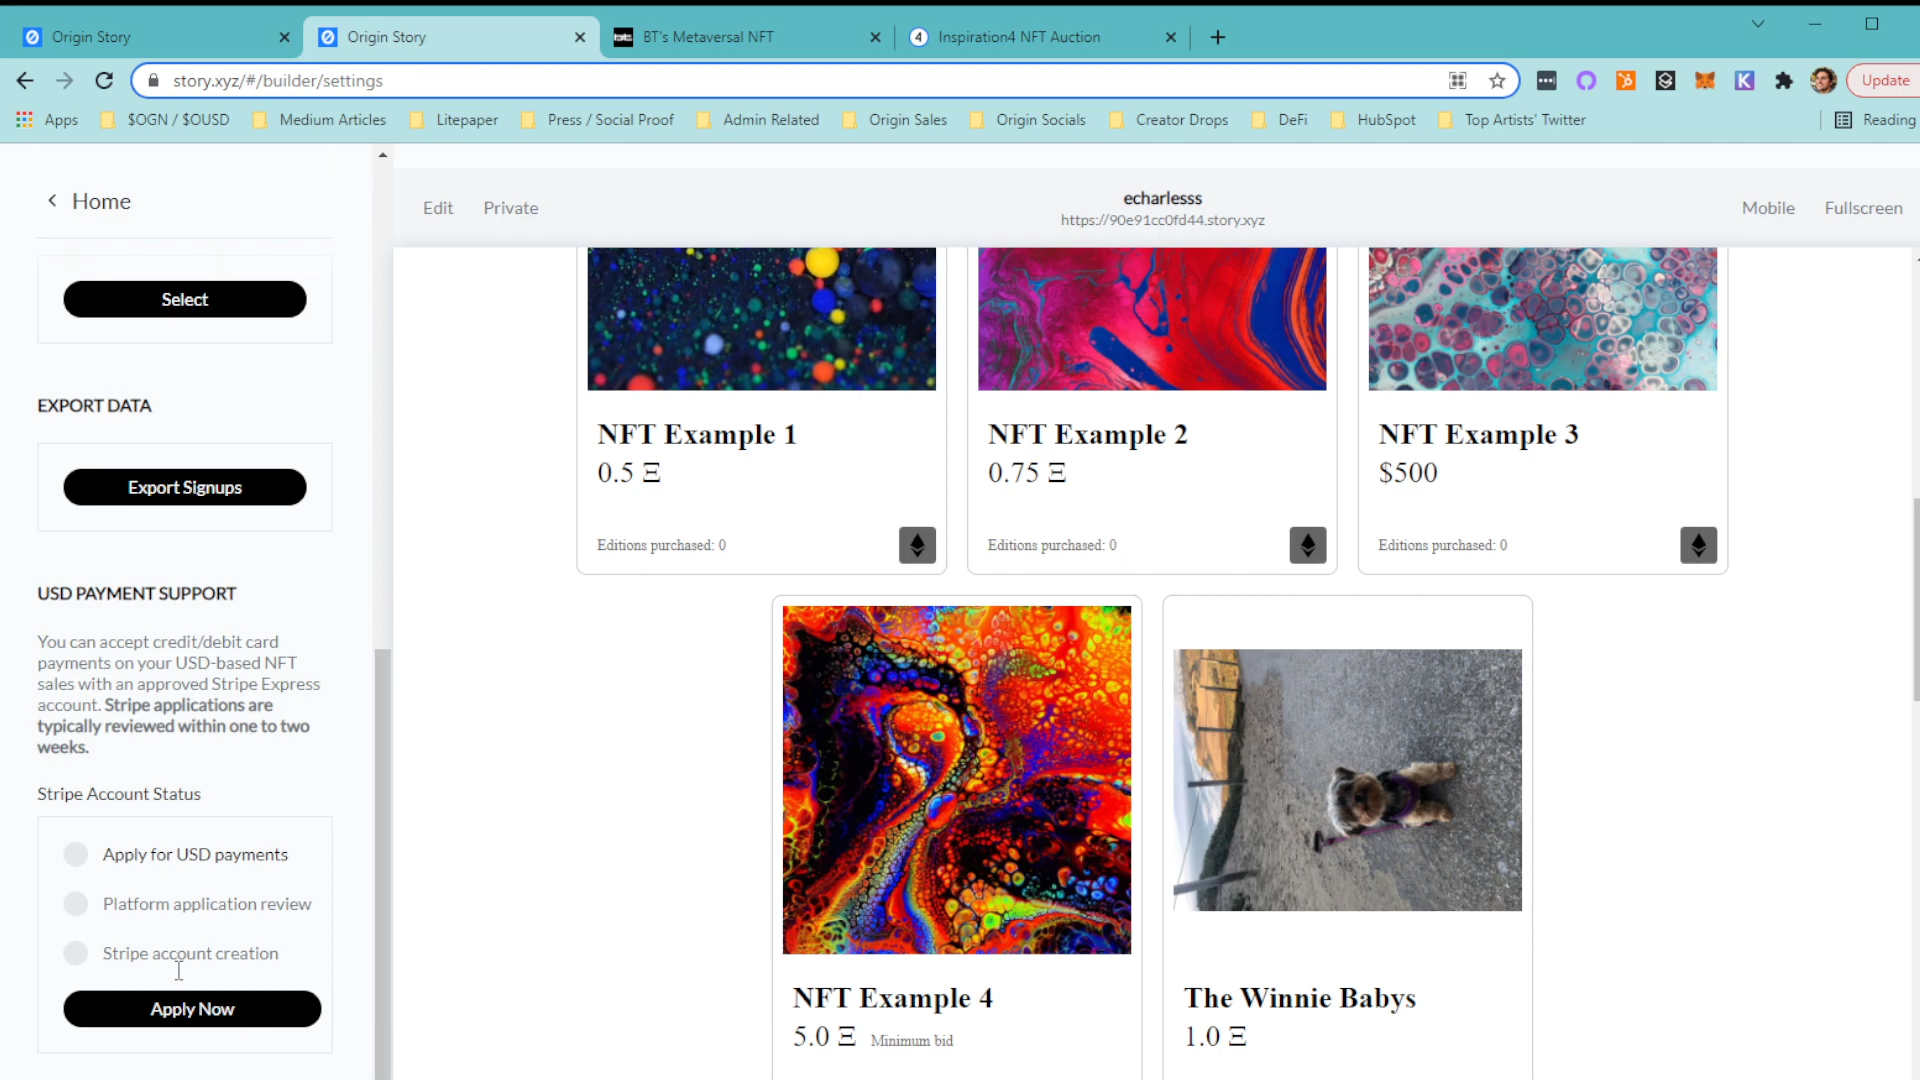 Origin Story
Origin Story
BT's Metaversal NFT
Inspiration4 NFT Auction
story.xyz/#/builder/settings
Update
Apps
$OGN / $OUSD
Medium Articles
Litepaper
Press / Social Proof
Admin Related
Origin Sales
Origin Socials
Creator Drops
DeFi
HubSpot
Top Artists' Twitter
Reading
Home
Select
EXPORT DATA
Export Signups
USD PAYMENT SUPPORT
You can accept credit/debit card
payments on your USD-based NFT
sales with an approved Stripe Express
account. Stripe applications are
typically reviewed within one to two
weeks.
Stripe Account Status
Apply for USD payments
Platform application review
Stripe account creation
Apply Now
Edit
Private
echarlesss
https://90e91cc0fd44.story.xyz
Mobile
Fullscreen
NFT Example 1
0.5 Ξ
Editions purchased: 0
NFT Example 2
0.75 Ξ
Editions purchased: 0
NFT Example 3
$500
Editions purchased: 0
NFT Example 4
5.0 Ξ Minimum bid
The Winnie Babys
1.0 Ξ